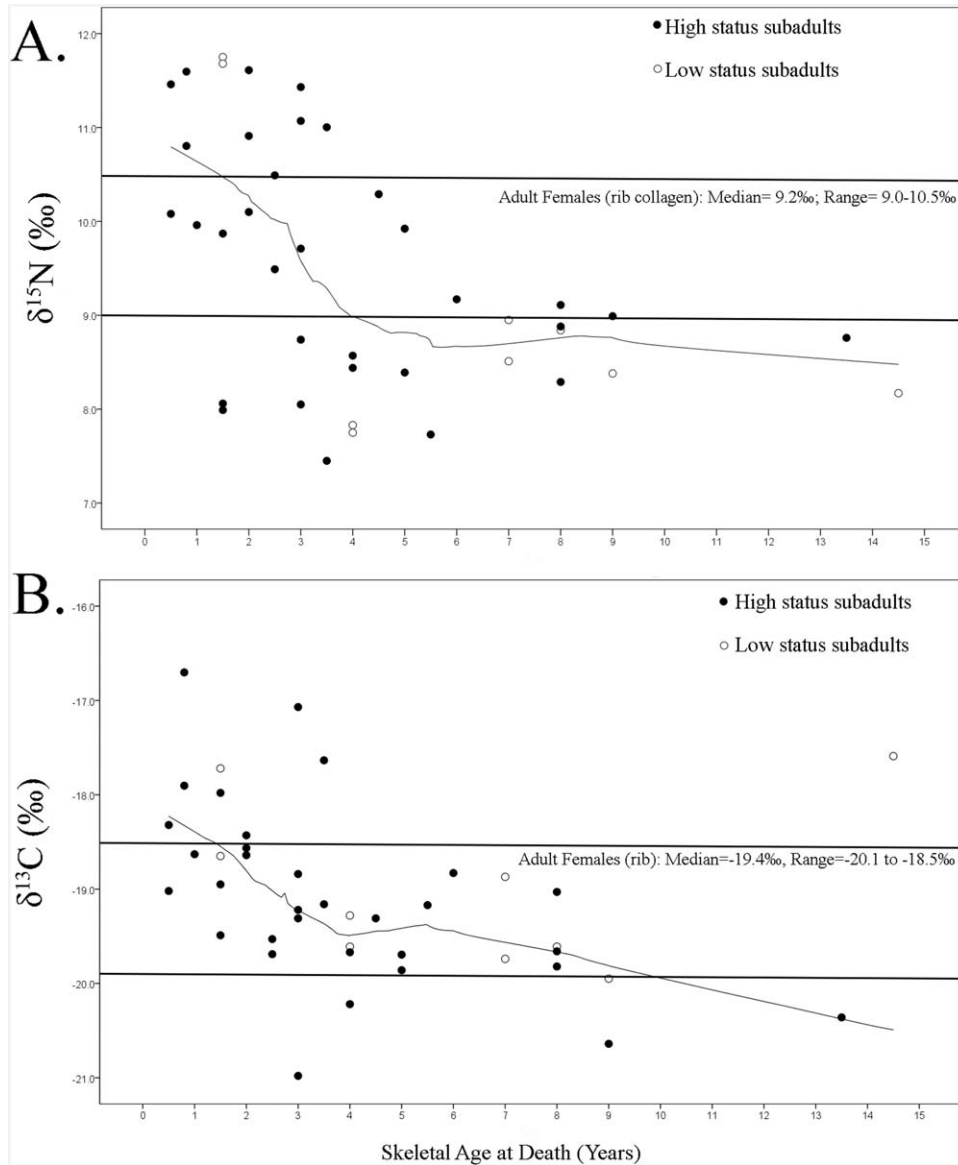 A.
● High status subadults
○ Low status subadults
12.0
11.0
10.0
9.0
8.0
7.0
δ¹⁵N (‰)
Adult Females (rib collagen): Median= 9.2‰; Range= 9.0-10.5‰
0 1 2 3 4 5 6 7 8 9 10 11 12 13 14 15
B.
● High status subadults
○ Low status subadults
-16.0
-17.0
-18.0
-19.0
-20.0
-21.0
δ¹³C (‰)
Adult Females (rib): Median=-19.4‰, Range=-20.1 to -18.5‰
0 1 2 3 4 5 6 7 8 9 10 11 12 13 14 15
Skeletal Age at Death (Years)